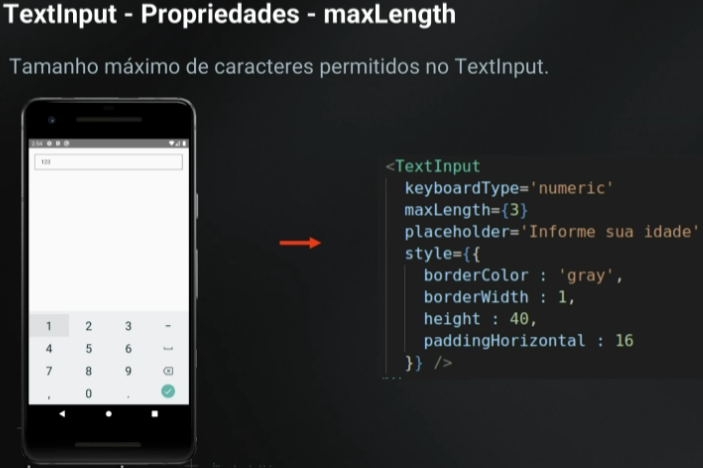 TextInput - Propriedades - maxLength
Tamanho máximo de caracteres permitidos no TextInput.
2:54
123
1 2 3 -
4 5 6
7 8 9
, 0 .
<TextInput
keyboardType='numeric'
maxLength={3}
placeholder='Informe sua idade'
style={{
borderColor : 'gray',
borderWidth : 1,
height : 40,
paddingHorizontal : 16
}} />